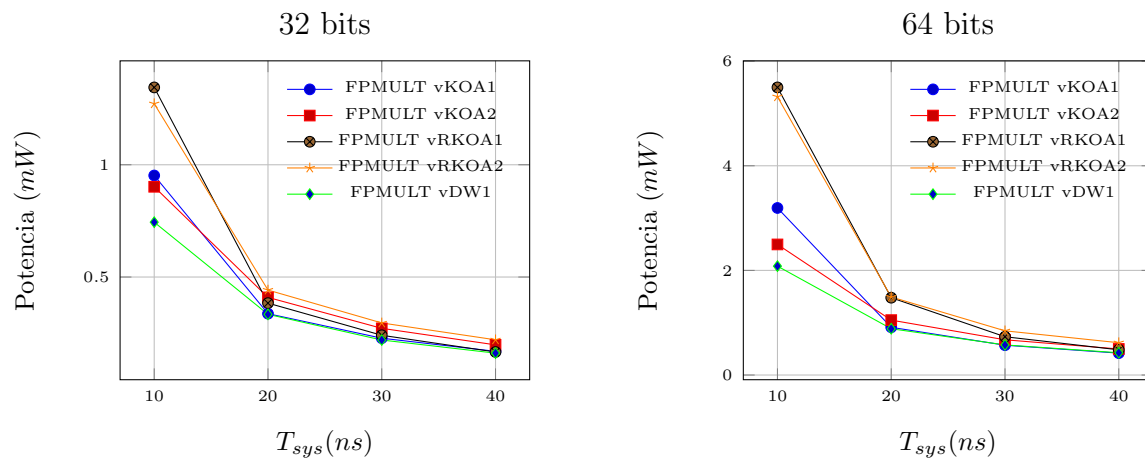 32 bits
Potencia (mW)
1
0.5
FPMULT vKOA1
FPMULT vKOA2
FPMULT vRKOA1
FPMULT vRKOA2
FPMULT vDW1
10 20 30 40
T_sys(ns)
64 bits
Potencia (mW)
6
4
2
0
FPMULT vKOA1
FPMULT vKOA2
FPMULT vRKOA1
FPMULT vRKOA2
FPMULT vDW1
10 20 30 40
T_sys(ns)